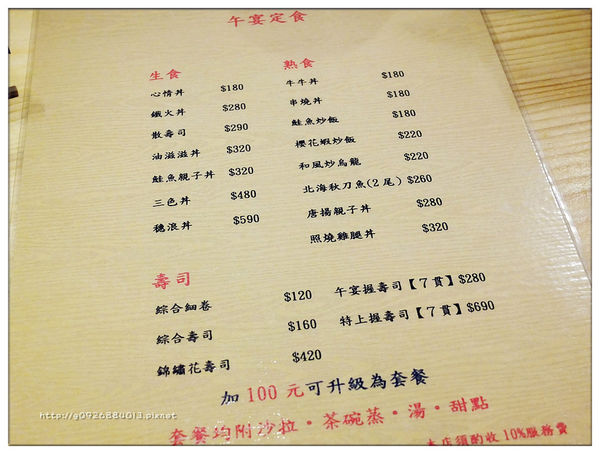 午宴定食
生食
心情丼 $180
鐵火丼 $280
散壽司 $290
油滋滋丼 $320
鮭魚親子丼 $320
三色丼 $480
穗浪丼 $590
熟食
牛牛丼 $180
串燒丼 $180
鮭魚炒飯 $180
櫻花蝦炒飯 $220
和風炒烏龍 $220
北海秋刀魚(2尾) $260
唐揚親子丼 $280
照燒雞腿丼 $320
壽司
綜合細卷 $120
綜合壽司 $160
錦繡花壽司 $420
午宴握壽司【7貫】$280
特上握壽司【7貫】$690
加100元可升級為套餐
套餐均附沙拉·茶碗蒸·湯·甜點
本店須酌收10%服務費